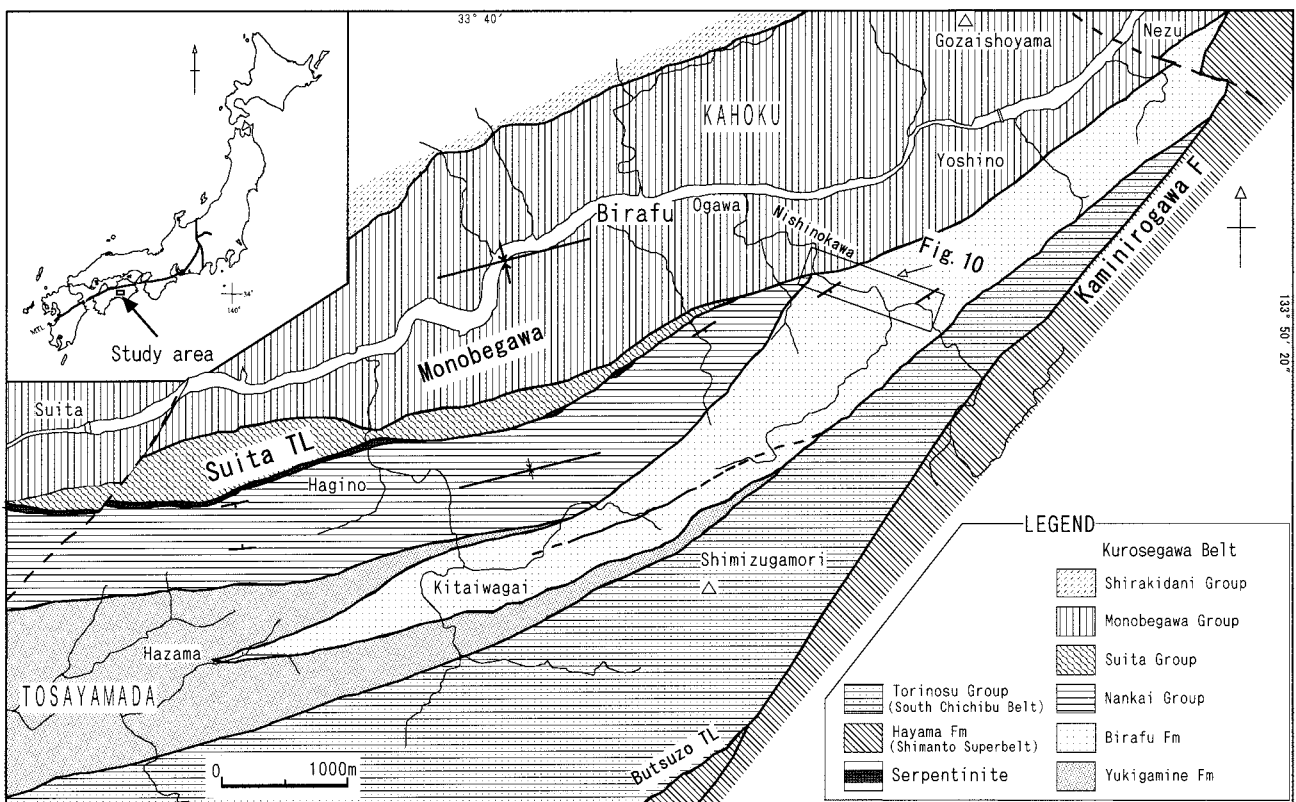 33° 40'
Gozaishoyama
Nezu
KAHOKU
Yoshino
Birafu
Ogawa
Nishinokawa
Fig. 10
Kaminirogawa F
34°
140°
MTL
Study area
133° 50' 20"
Monobegawa
Suita
Suita TL
Hagino
Shimizugamori
Kitaiwagai
Hazama
TOSAYAMADA
0 1000m
Butsuzo TL
LEGEND
Kurosegawa Belt
Shirakidani Group
Monobegawa Group
Suita Group
Nankai Group
Birafu Fm
Yukigamine Fm
Torinosu Group
(South Chichibu Belt)
Hayama Fm
(Shimanto Superbelt)
Serpentinite